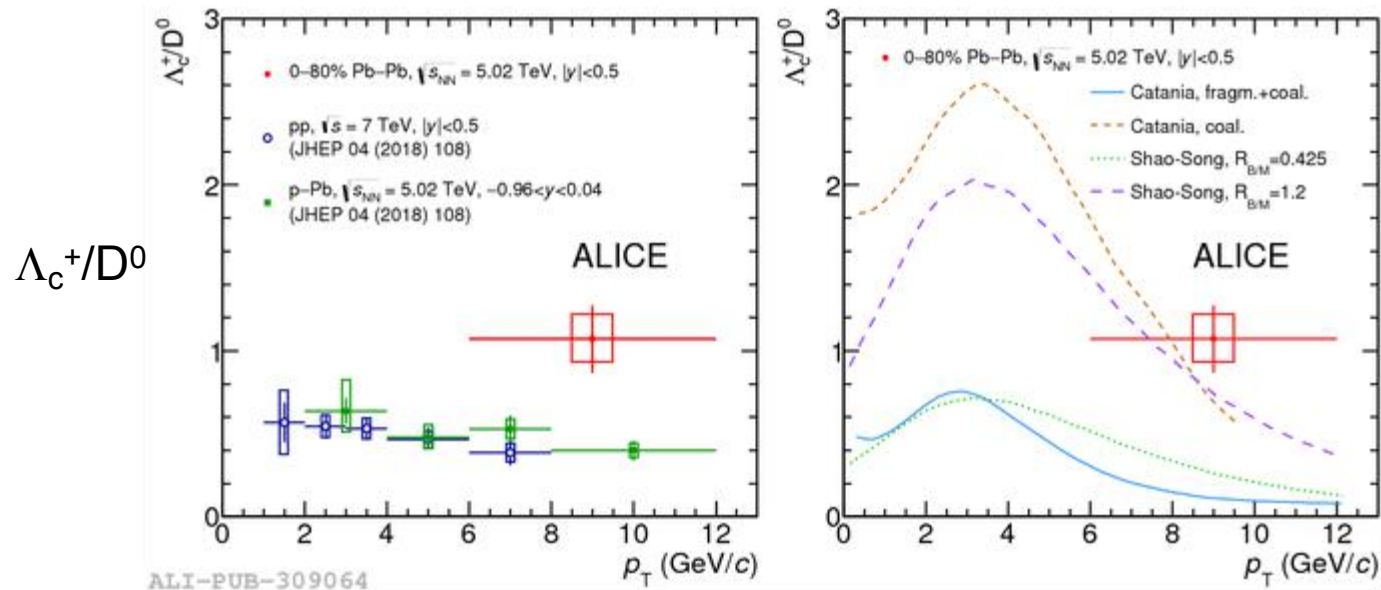 Λc⁺/D⁰
Λc⁺/D⁰
3
2
1
0
0–80% Pb–Pb, √sNN = 5.02 TeV, |y|<0.5
pp, √s = 7 TeV, |y|<0.5
(JHEP 04 (2018) 108)
p–Pb, √sNN = 5.02 TeV, −0.96<y<0.04
(JHEP 04 (2018) 108)
ALICE
0 2 4 6 8 10 12
pT (GeV/c)
Λc⁺/D⁰
3
2
1
0
0–80% Pb–Pb, √sNN = 5.02 TeV, |y|<0.5
Catania, fragm.+coal.
Catania, coal.
Shao-Song, RB/M=0.425
Shao-Song, RB/M=1.2
ALICE
0 2 4 6 8 10 12
pT (GeV/c)
ALI-PUB-309064